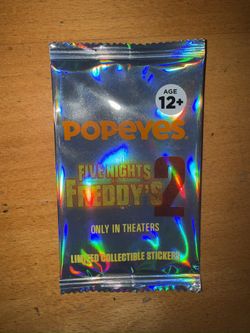 AGE
12+
POPEYES
FIVE NIGHTS
FREDDY'S 2
ONLY IN THEATERS
LIMITED COLLECTIBLE STICKERS